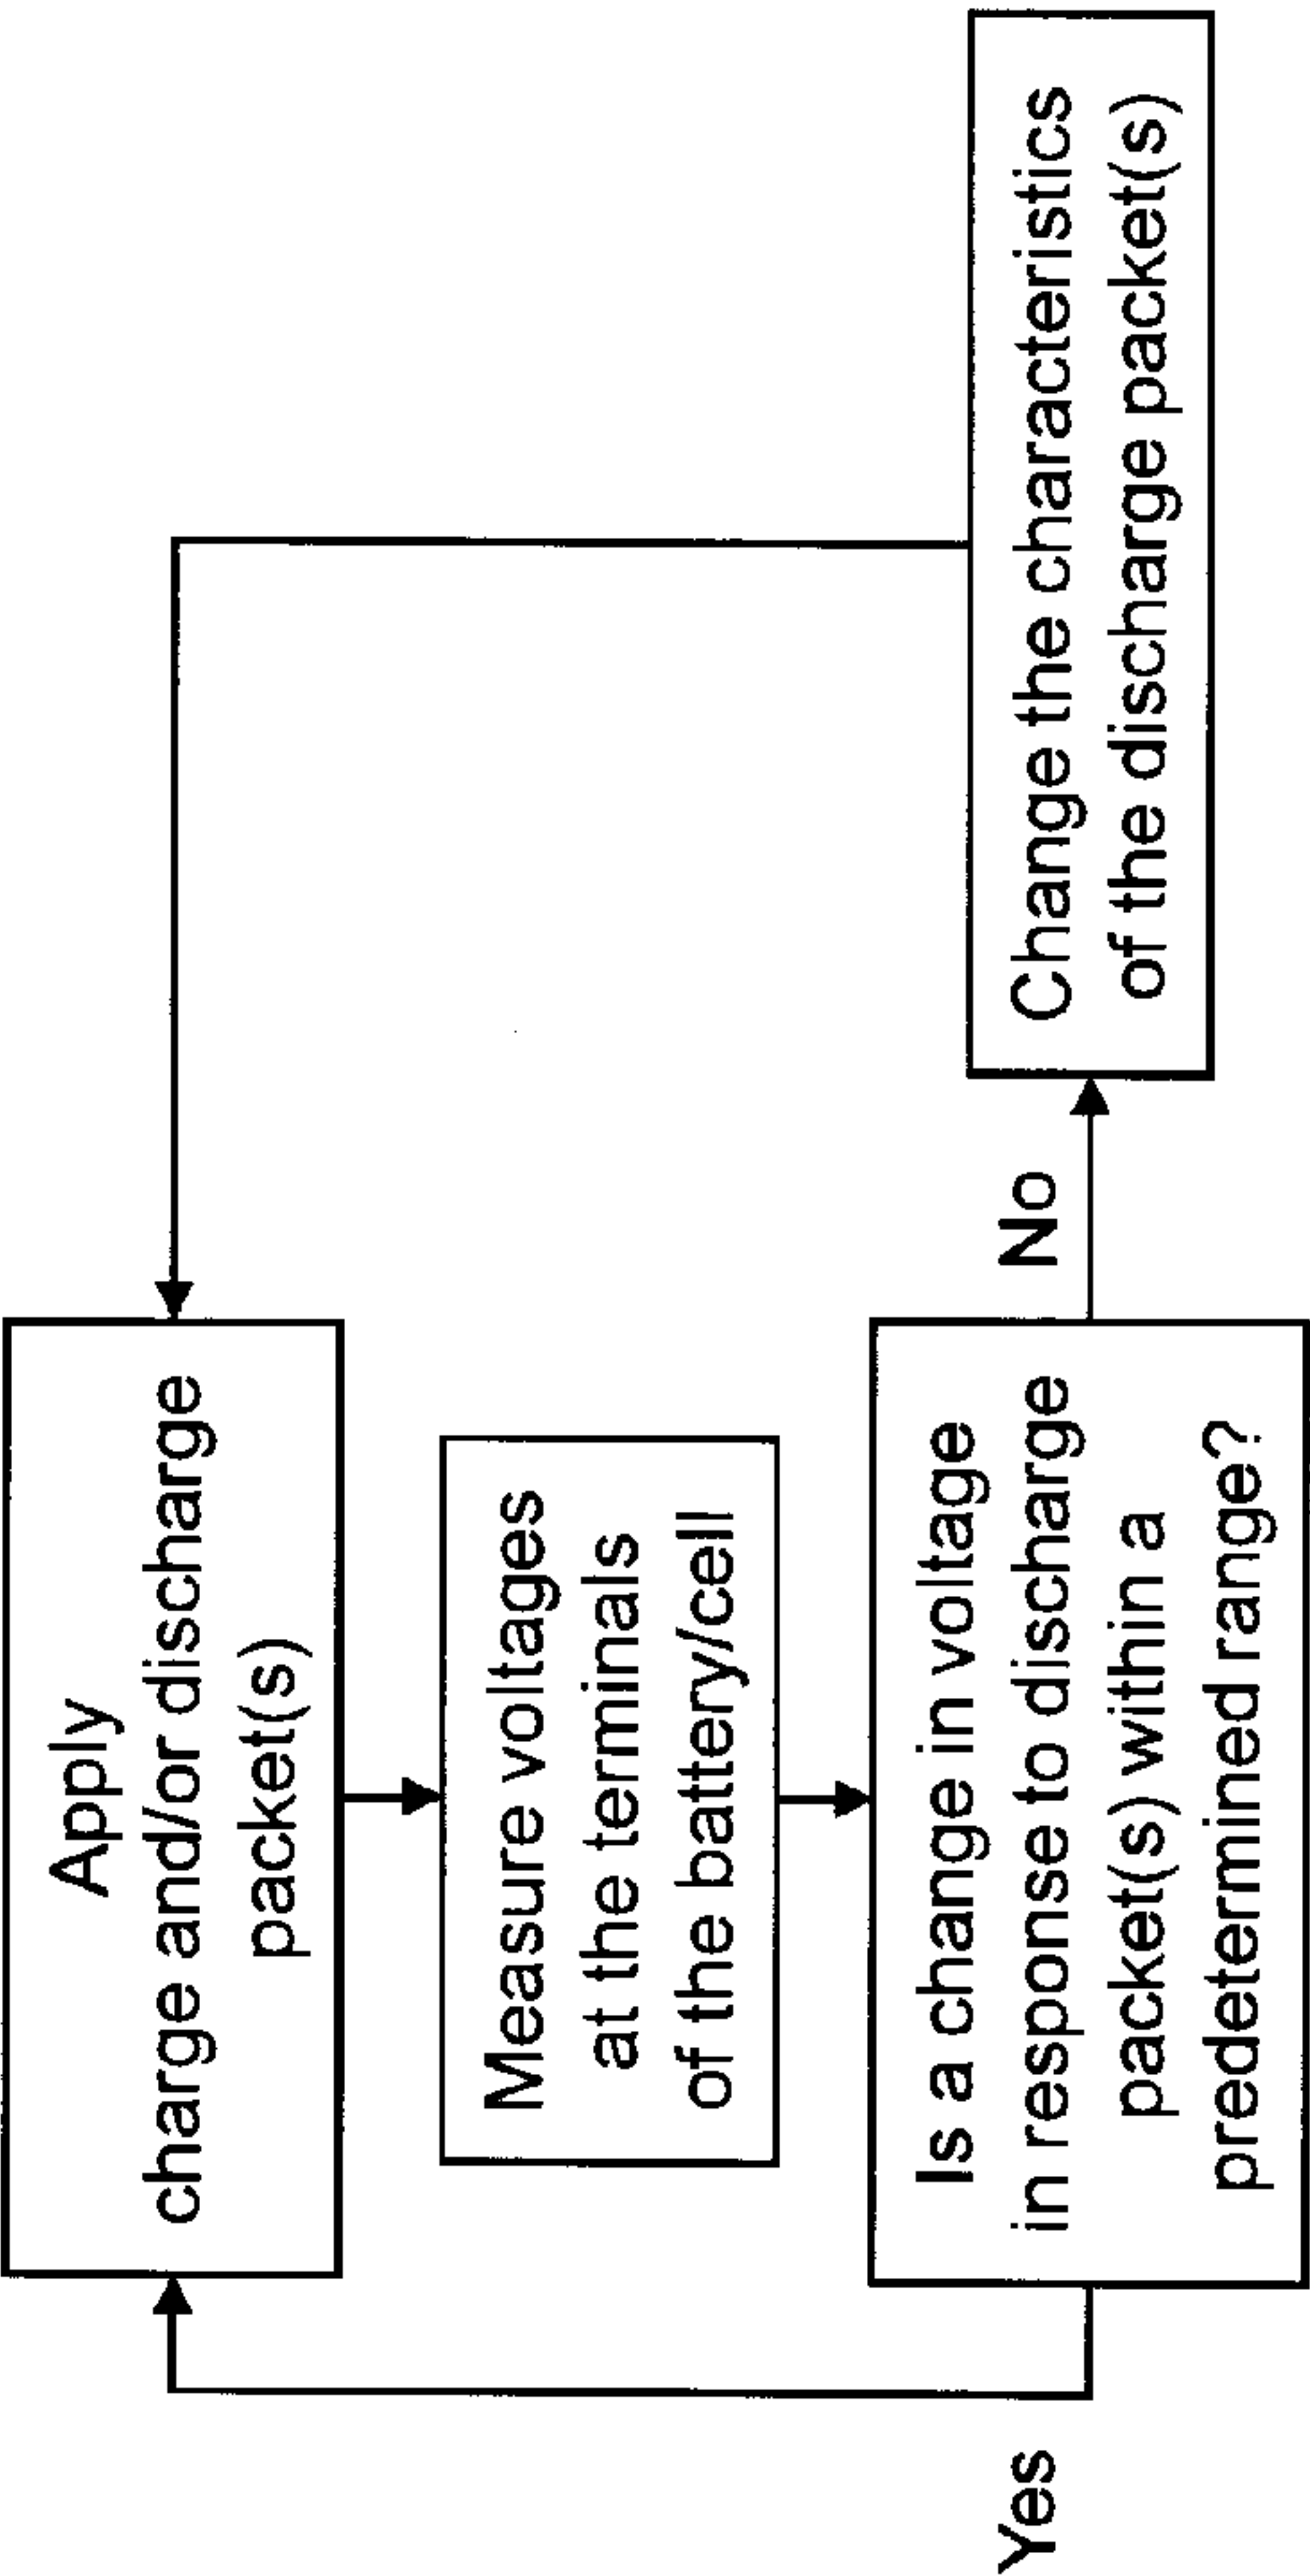 Apply
charge and/or discharge
packet(s)
Measure voltages
at the terminals
of the battery/cell
Is a change in voltage
in response to discharge
packet(s) within a
predetermined range?
Yes
No
Change the characteristics
of the discharge packet(s)